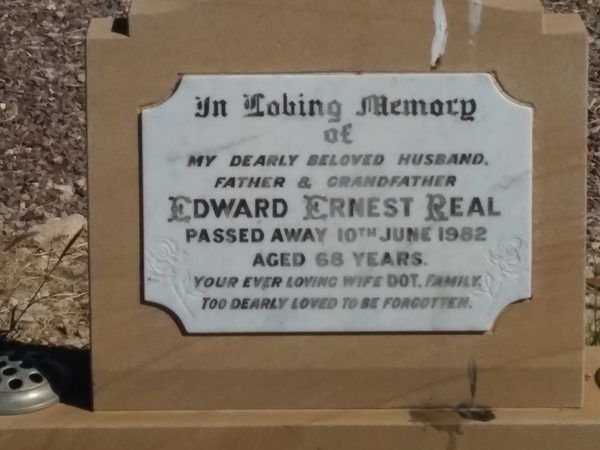 In Loving Memory
of
MY DEARLY BELOVED HUSBAND,
FATHER & GRANDFATHER
EDWARD ERNEST REAL
PASSED AWAY 10TH JUNE 1982
AGED 68 YEARS.
YOUR EVER LOVING WIFE DOT, FAMILY.
TOO DEARLY LOVED TO BE FORGOTTEN.